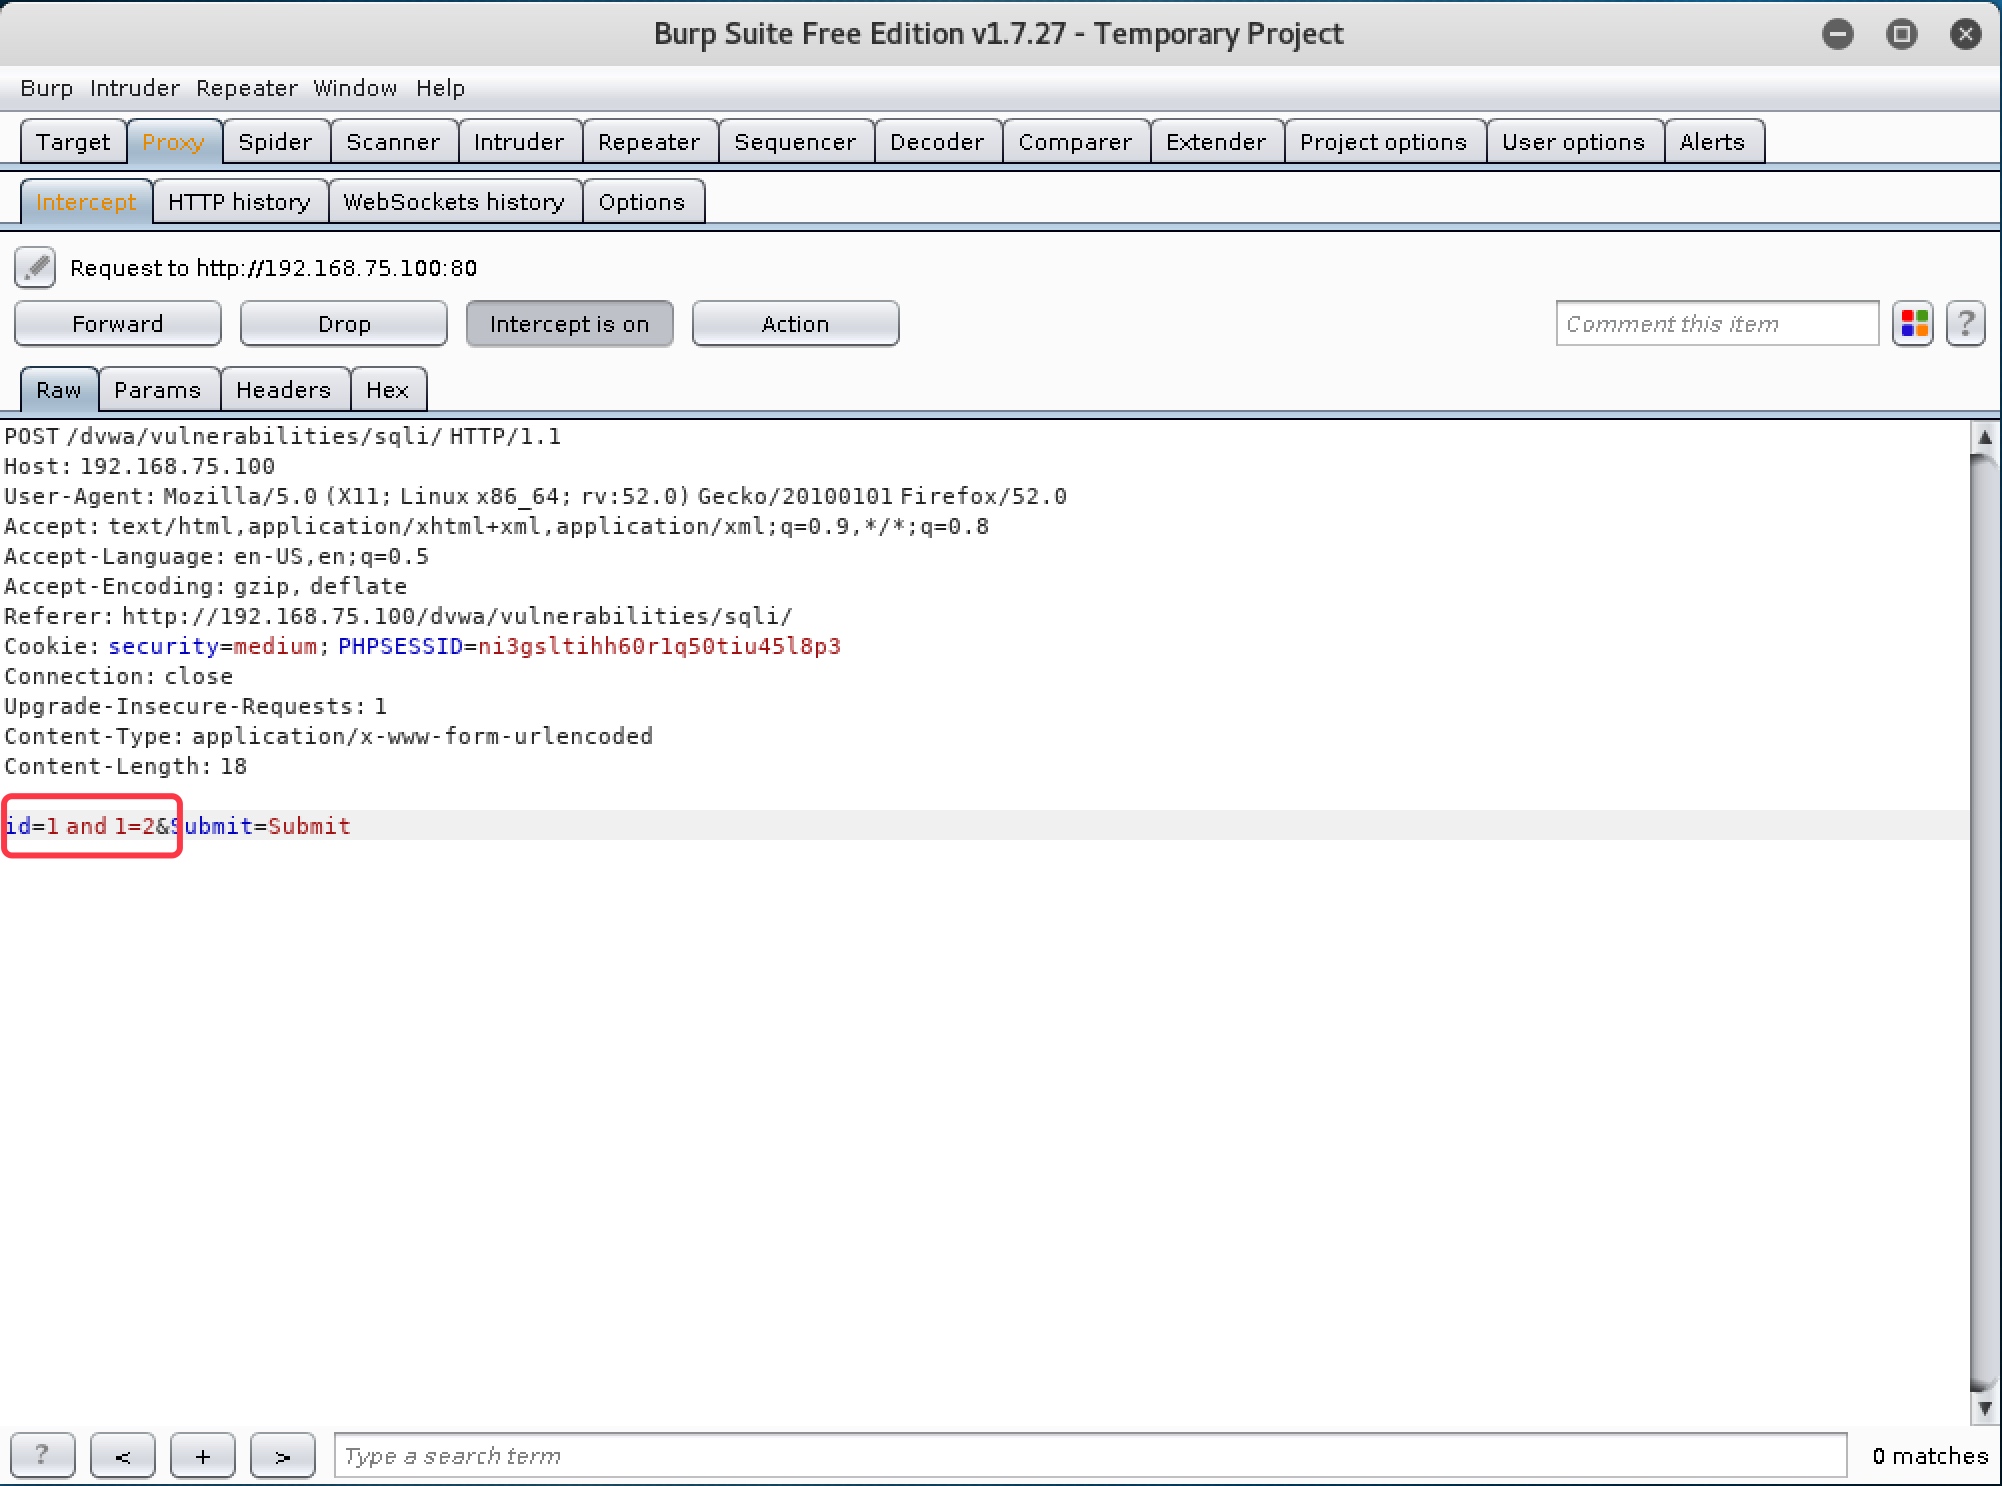 Burp Suite Free Edition v1.7.27 - Temporary Project
Burp Intruder Repeater Window Help
Target Proxy Spider Scanner Intruder Repeater Sequencer Decoder Comparer Extender Project options User options Alerts
Intercept HTTP history WebSockets history Options
Request to http://192.168.75.100:80
Forward Drop Intercept is on Action Comment this item ?
Raw Params Headers Hex
POST /dvwa/vulnerabilities/sqli/ HTTP/1.1
Host: 192.168.75.100
User-Agent: Mozilla/5.0 (X11; Linux x86_64; rv:52.0) Gecko/20100101 Firefox/52.0
Accept: text/html,application/xhtml+xml,application/xml;q=0.9,*/*;q=0.8
Accept-Language: en-US,en;q=0.5
Accept-Encoding: gzip, deflate
Referer: http://192.168.75.100/dvwa/vulnerabilities/sqli/
Cookie: security=medium; PHPSESSID=ni3gsltihh60r1q50tiu45l8p3
Connection: close
Upgrade-Insecure-Requests: 1
Content-Type: application/x-www-form-urlencoded
Content-Length: 18
id=1 and 1=2&Submit=Submit
? < + > Type a search term 0 matches